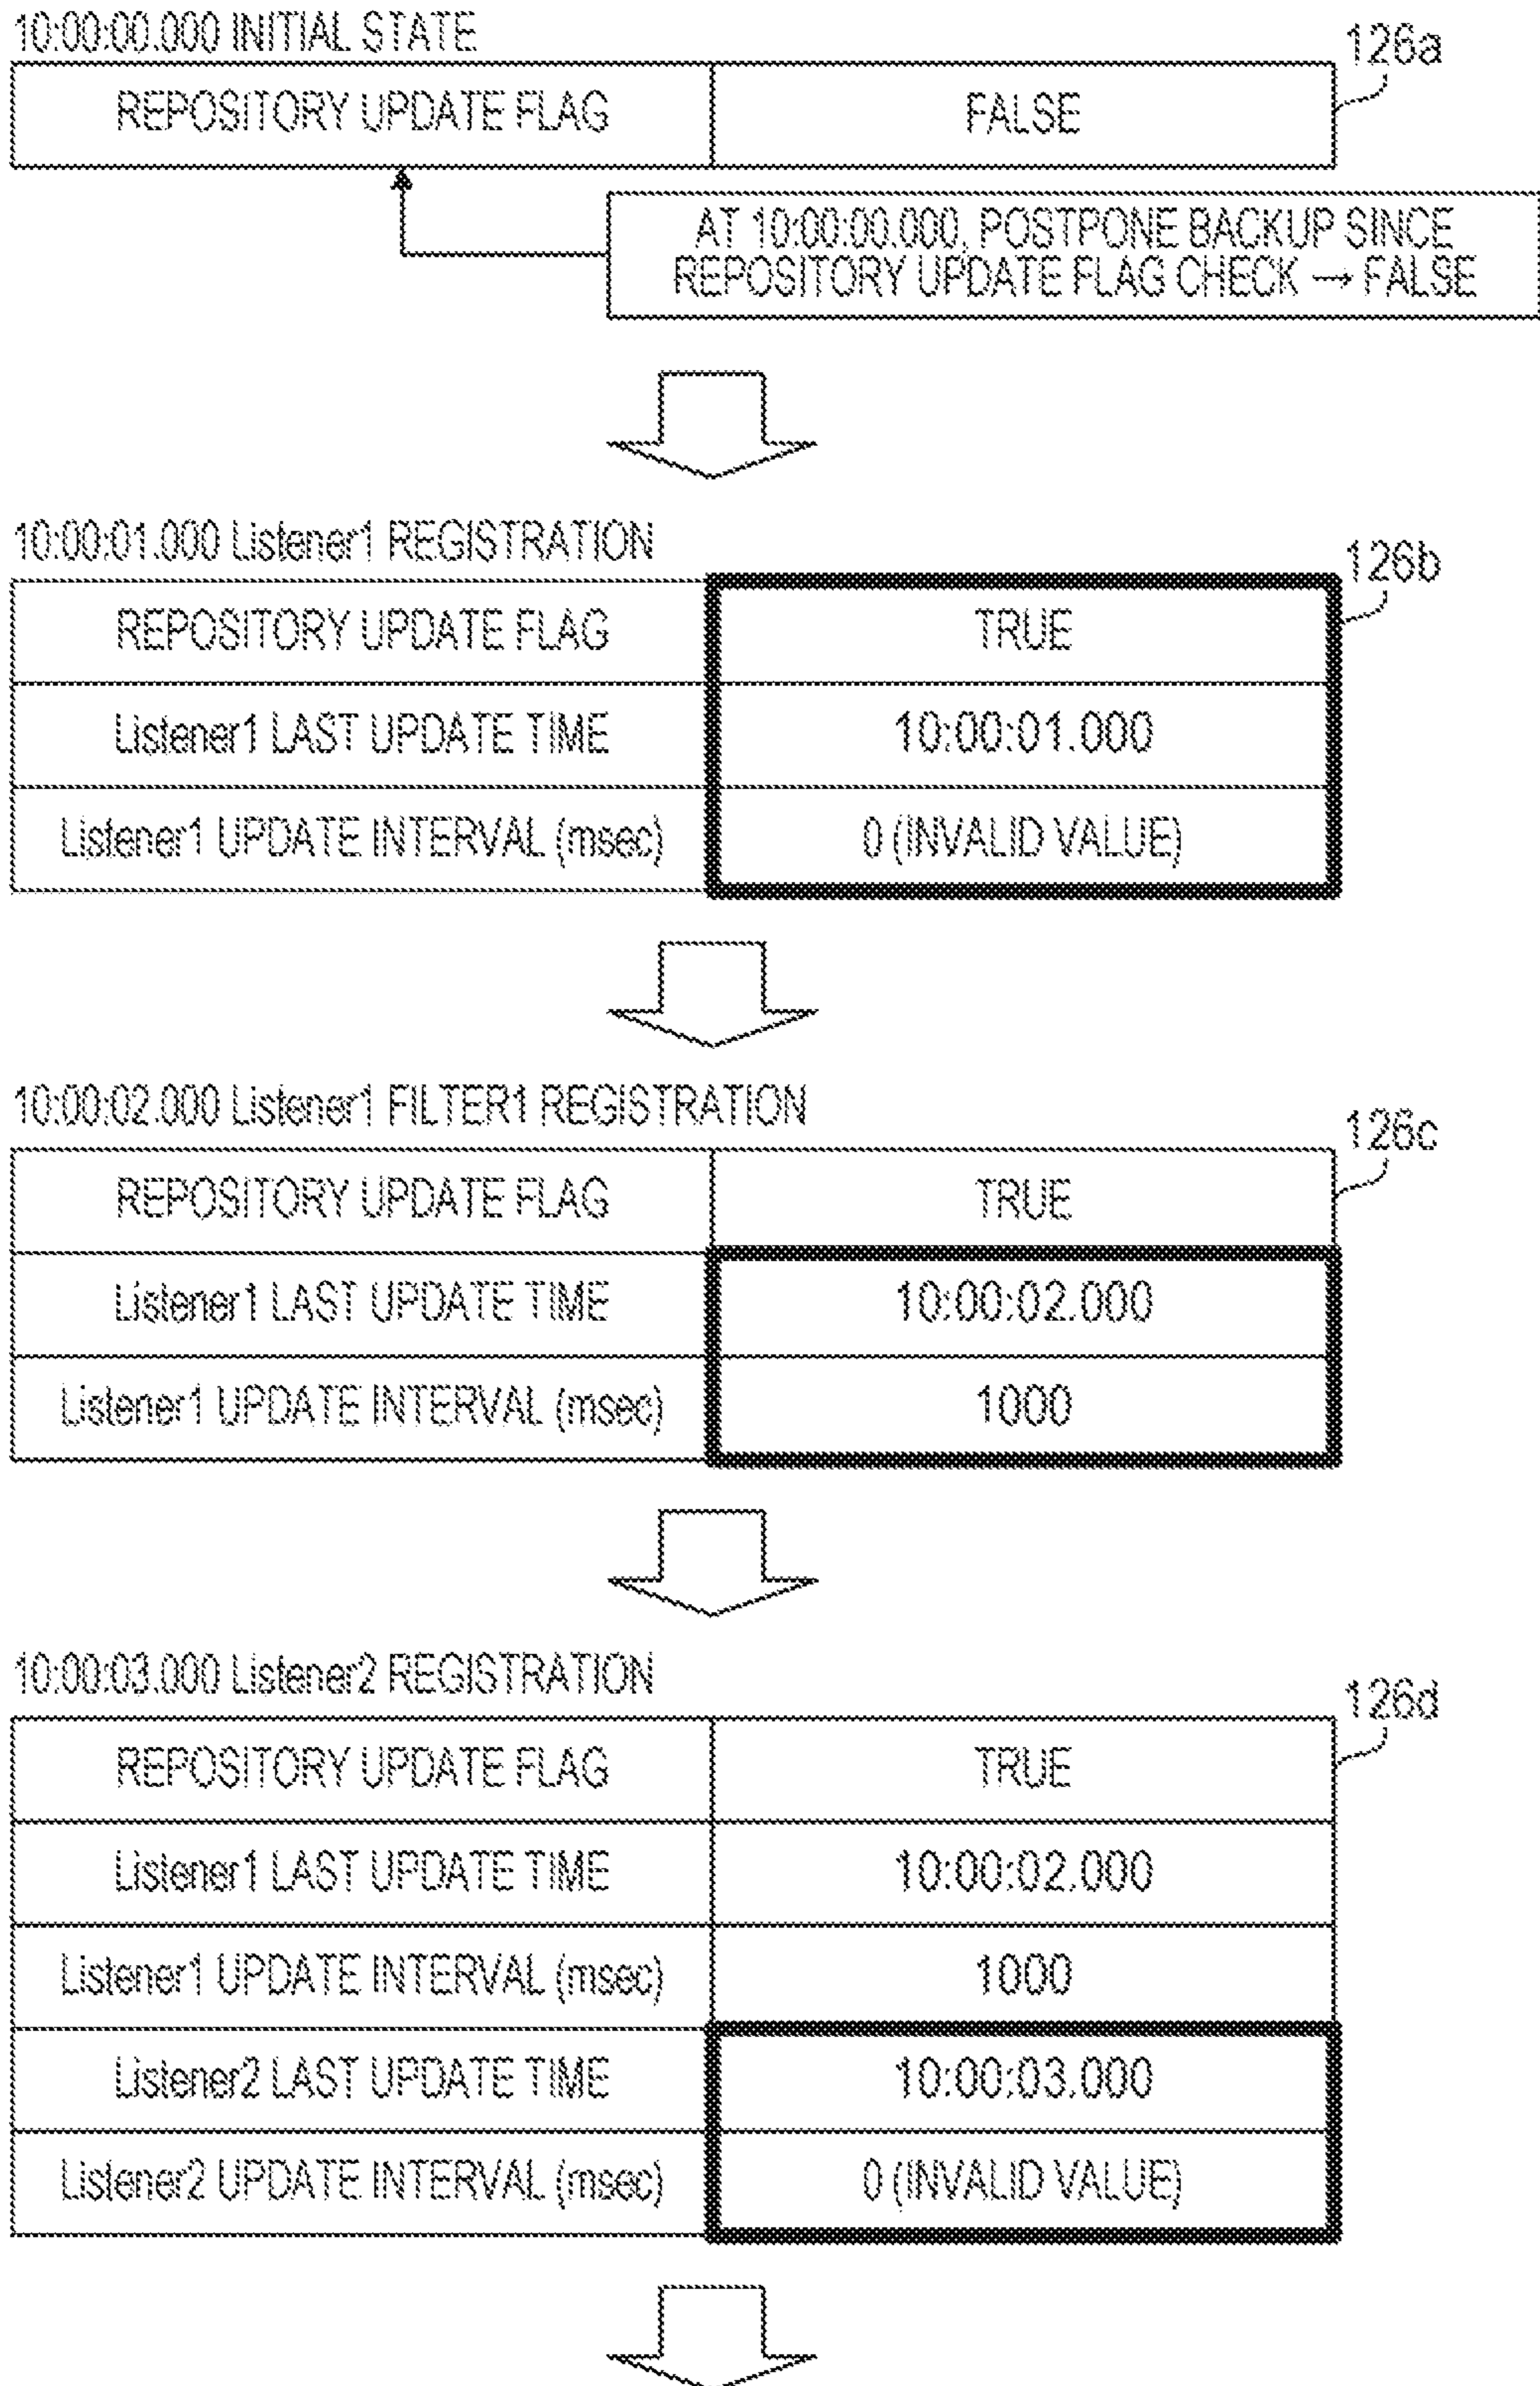 10:00:00.000 INITIAL STATE
126a
REPOSITORY UPDATE FLAG FALSE
AT 10:00:00.000, POSTPONE BACKUP SINCE
REPOSITORY UPDATE FLAG CHECK → FALSE
10:00:01.000 Listener1 REGISTRATION
126b
REPOSITORY UPDATE FLAG TRUE
Listener1 LAST UPDATE TIME 10:00:01.000
Listener1 UPDATE INTERVAL (msec) 0 (INVALID VALUE)
10:00:02.000 Listener1 FILTER1 REGISTRATION
126c
REPOSITORY UPDATE FLAG TRUE
Listener1 LAST UPDATE TIME 10:00:02.000
Listener1 UPDATE INTERVAL (msec) 1000
10:00:03.000 Listener2 REGISTRATION
126d
REPOSITORY UPDATE FLAG TRUE
Listener1 LAST UPDATE TIME 10:00:02.000
Listener1 UPDATE INTERVAL (msec) 1000
Listener2 LAST UPDATE TIME 10:00:03.000
Listener2 UPDATE INTERVAL (msec) 0 (INVALID VALUE)